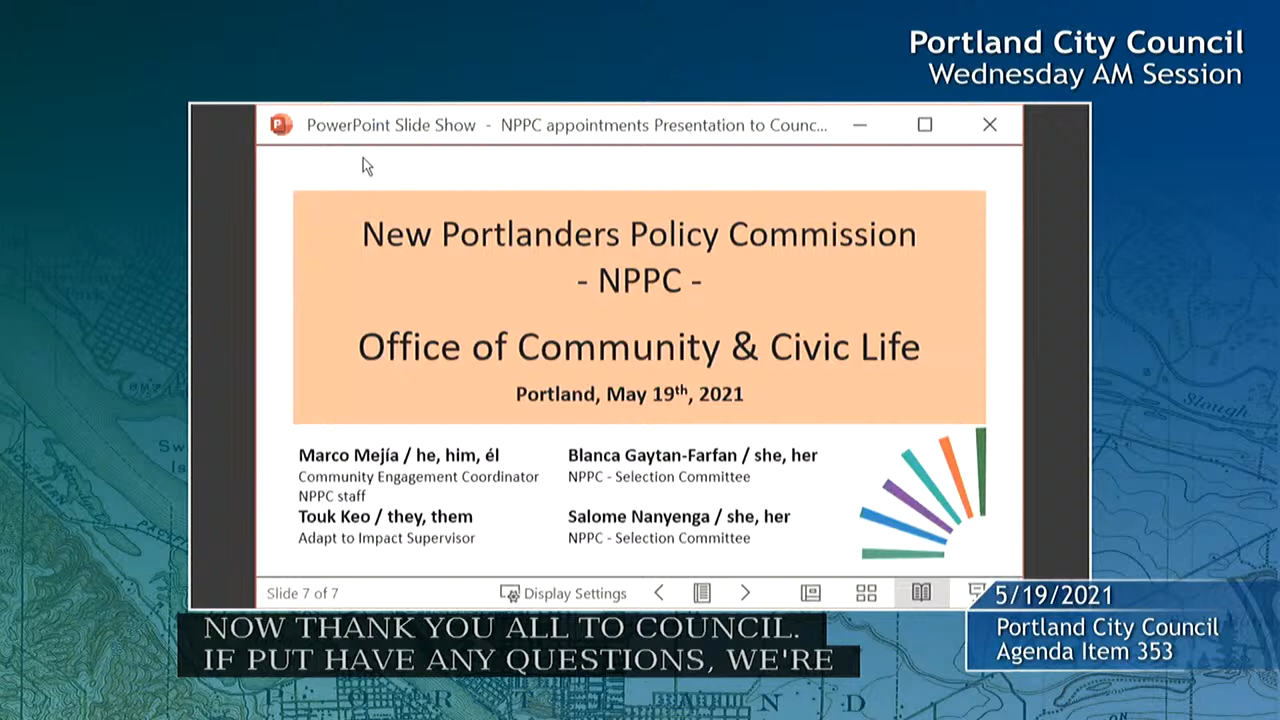 Portland City Council
Wednesday AM Session
PowerPoint Slide Show - NPPC appointments Presentation to Counc...
New Portlanders Policy Commission
- NPPC -
Office of Community & Civic Life
Portland, May 19th, 2021
Marco Mejía / he, him, él
Community Engagement Coordinator
NPPC staff
Touk Keo / they, them
Adapt to Impact Supervisor
Blanca Gaytan-Farfan / she, her
NPPC - Selection Committee
Salome Nanyenga / she, her
NPPC - Selection Committee
Slide 7 of 7
Display Settings
5/19/2021
Portland City Council
Agenda Item 353
NOW THANK YOU ALL TO COUNCIL.
IF PUT HAVE ANY QUESTIONS, WE'RE
Slough